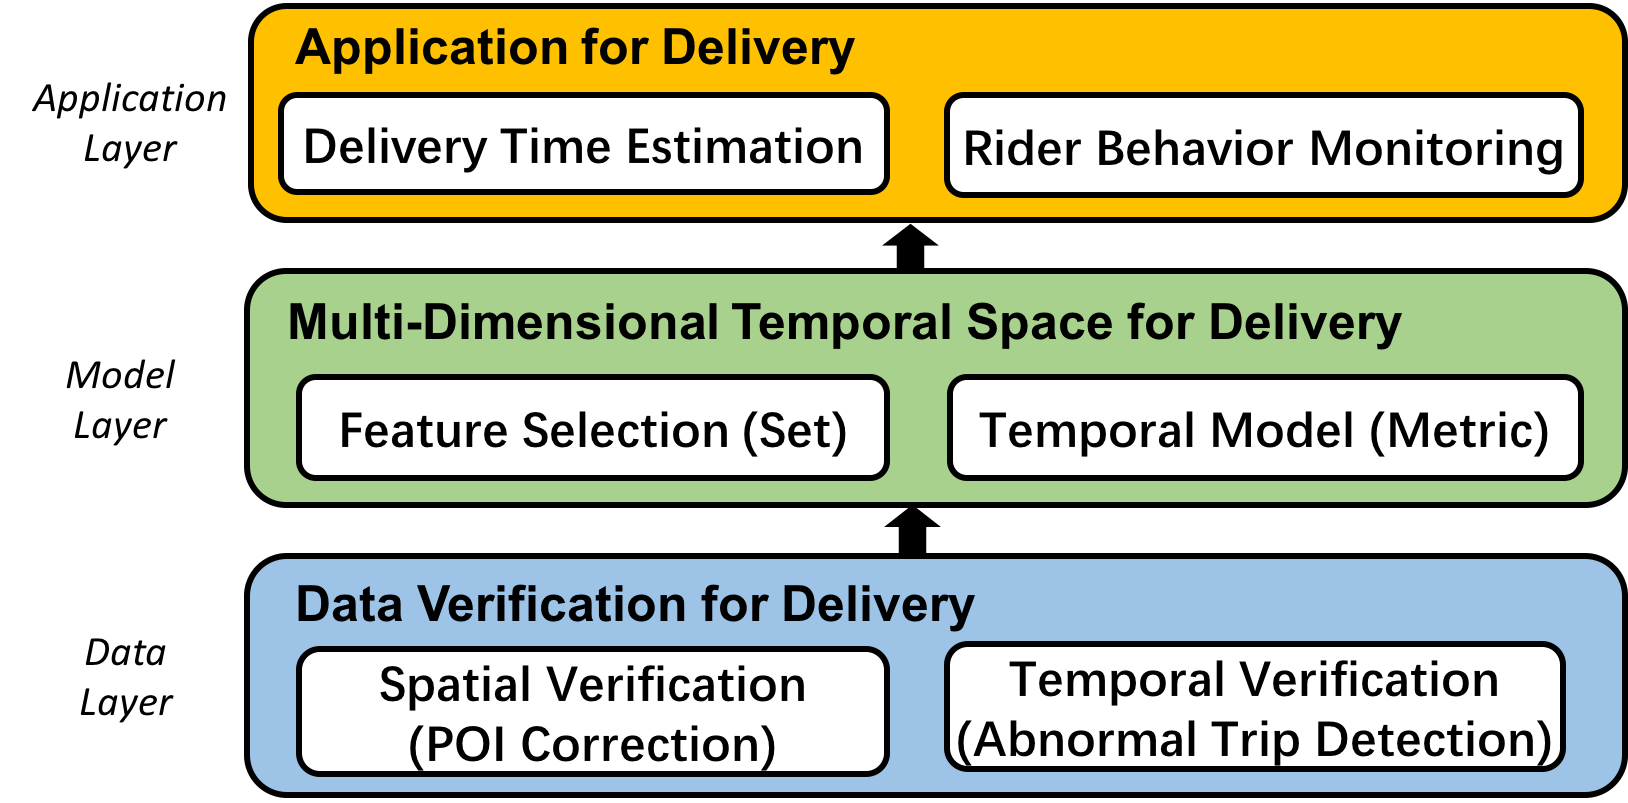 Application
Layer
Application for Delivery
Delivery Time Estimation
Rider Behavior Monitoring
Model
Layer
Multi-Dimensional Temporal Space for Delivery
Feature Selection (Set)
Temporal Model (Metric)
Data
Layer
Data Verification for Delivery
Spatial Verification
(POI Correction)
Temporal Verification
(Abnormal Trip Detection)